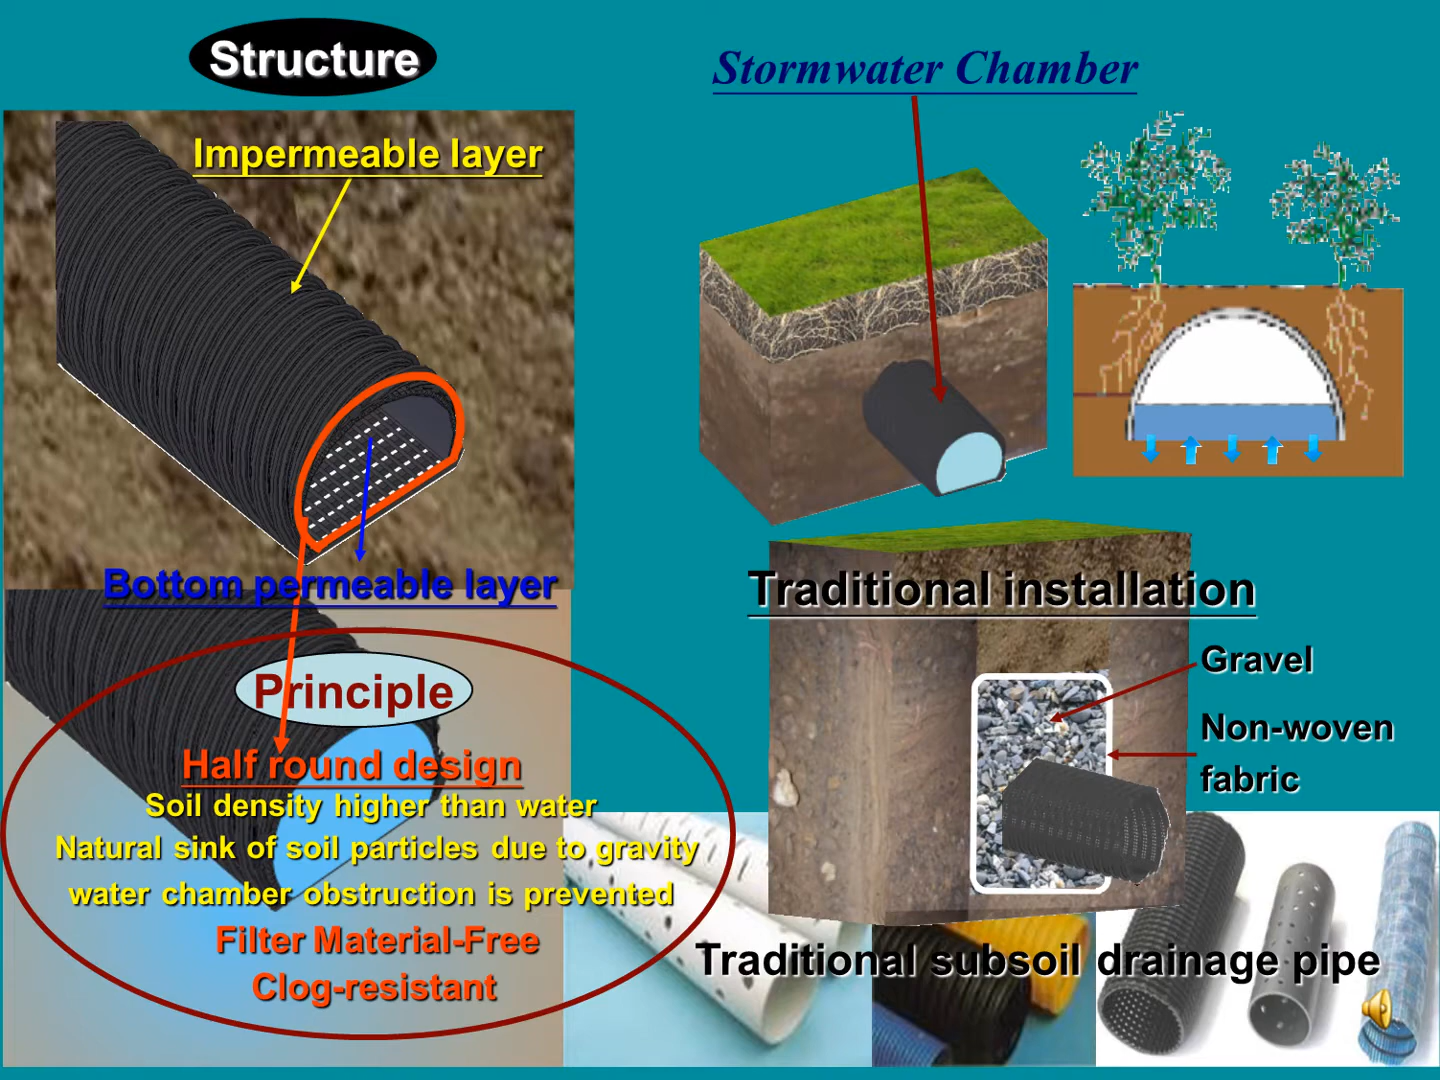 Structure
Stormwater Chamber
Impermeable layer
Bottom permeable layer
Principle
Half round design
Soil density higher than water
Natural sink of soil particles due to gravity
water chamber obstruction is prevented
Filter Material-Free
Clog-resistant
Traditional installation
Gravel
Non-woven
fabric
Traditional subsoil drainage pipe